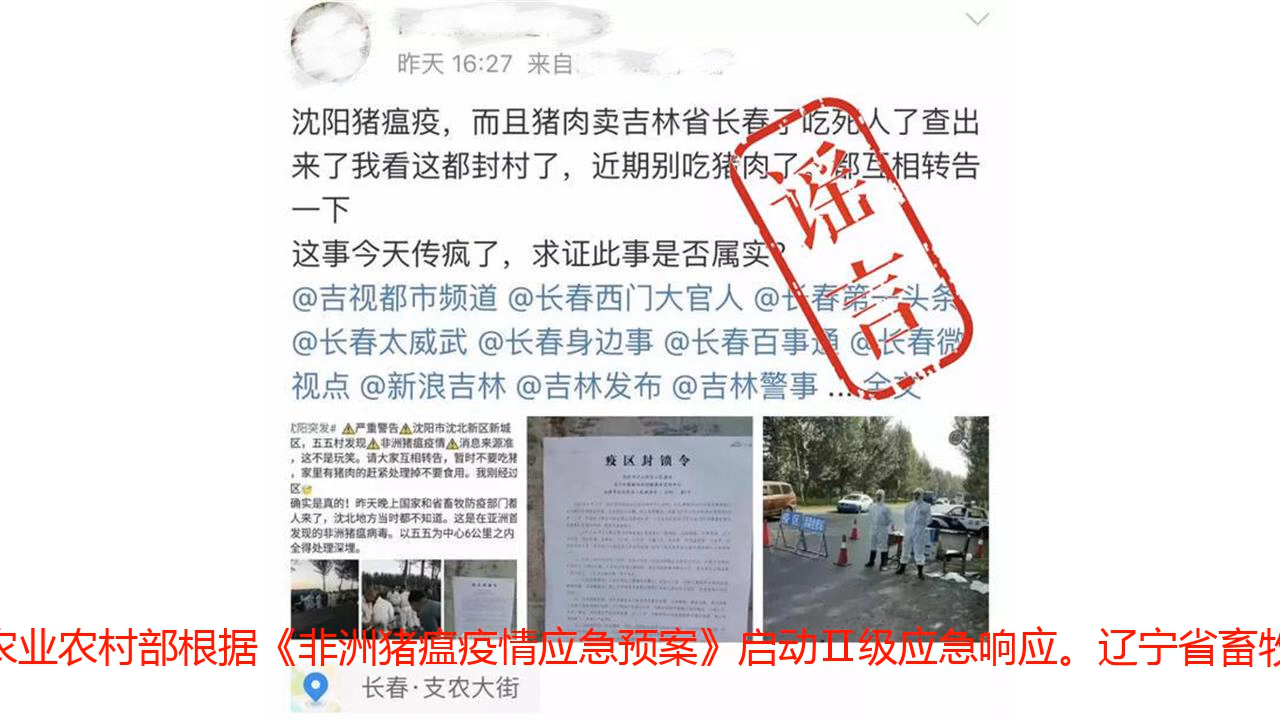 昨天 16:27 来自
沈阳猪瘟疫，而且猪肉卖吉林省长春了吃死人了查出
来了我看这都封村了，近期别吃猪肉了。都互相转告
一下
这事今天传疯了，求证此事是否属实？
@吉视都市频道 @长春西门大官人 @长春第一头条
@长春太威武 @长春身边事 @长春百事通 @长春微
视点 @新浪吉林 @吉林发布 @吉林警事 ...全文
谣言
沈阳突发# ⚠严重警告⚠沈阳市沈北新区新城
区，五五村发现⚠非洲猪瘟疫情⚠消息来源准
，这不是玩笑。请大家互相转告，暂时不要吃猪
，家里有猪肉的赶紧处理掉不要食用。我刚经过
区
确实是真的！昨天晚上国家和省畜牧防疫部门都
人来了，沈北地方当时都不知道。这是在亚洲首
发现的非洲猪瘟病毒。以五五为中心6公里之内
全得处理深埋。
疫区封锁令
疫区
农业农村部根据《非洲猪瘟疫情应急预案》启动Ⅱ级应急响应。辽宁省畜牧
长春·支农大街